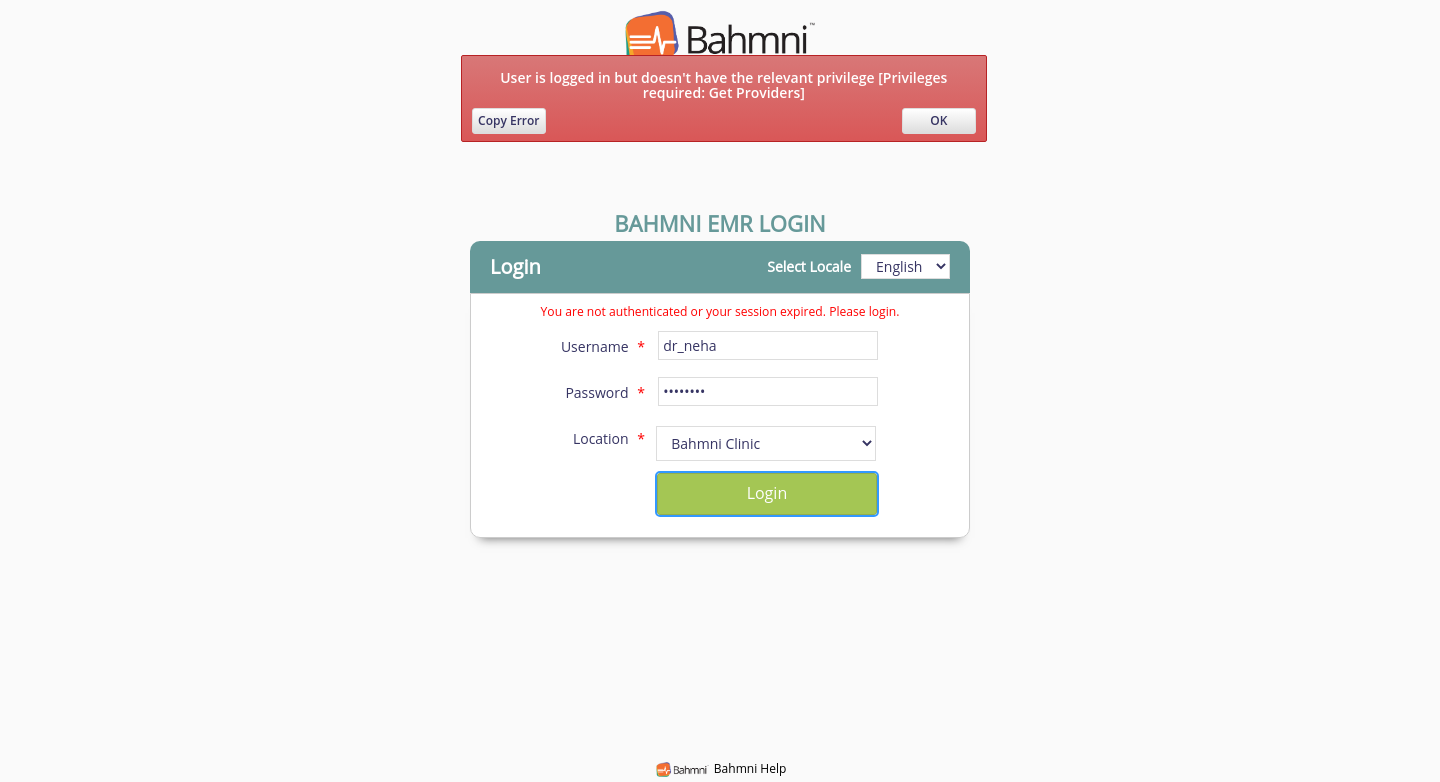 Bahmni™
User is logged in but doesn't have the relevant privilege [Privileges
required: Get Providers]
Copy Error
OK
BAHMNI EMR LOGIN
Login
Select Locale
English
You are not authenticated or your session expired. Please login.
Username *
dr_neha
Password *
••••••••
Location *
Bahmni Clinic
Login
Bahmni Bahmni Help